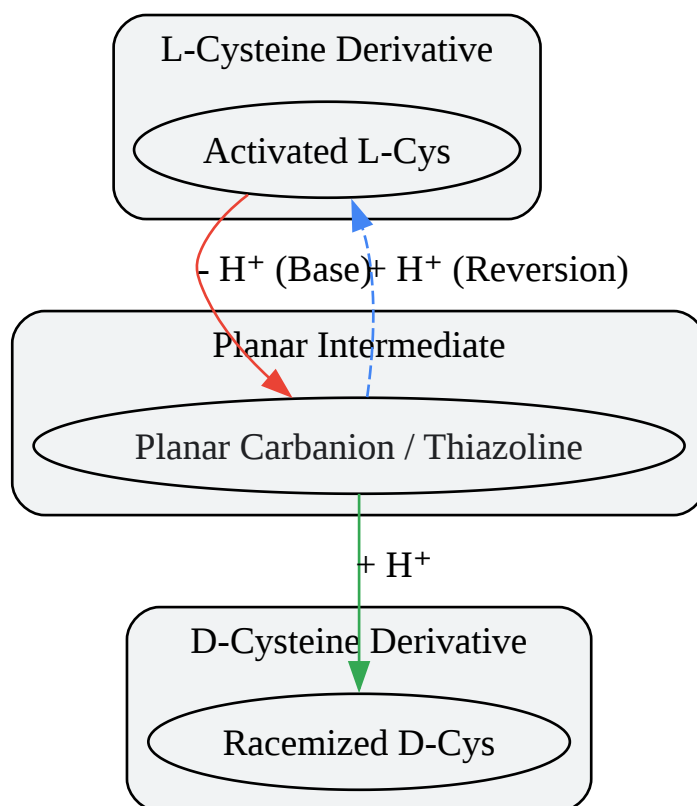 L-Cysteine Derivative
Activated L-Cys
- H⁺ (Base)
+ H⁺ (Reversion)
Planar Intermediate
Planar Carbanion / Thiazoline
+ H⁺
D-Cysteine Derivative
Racemized D-Cys